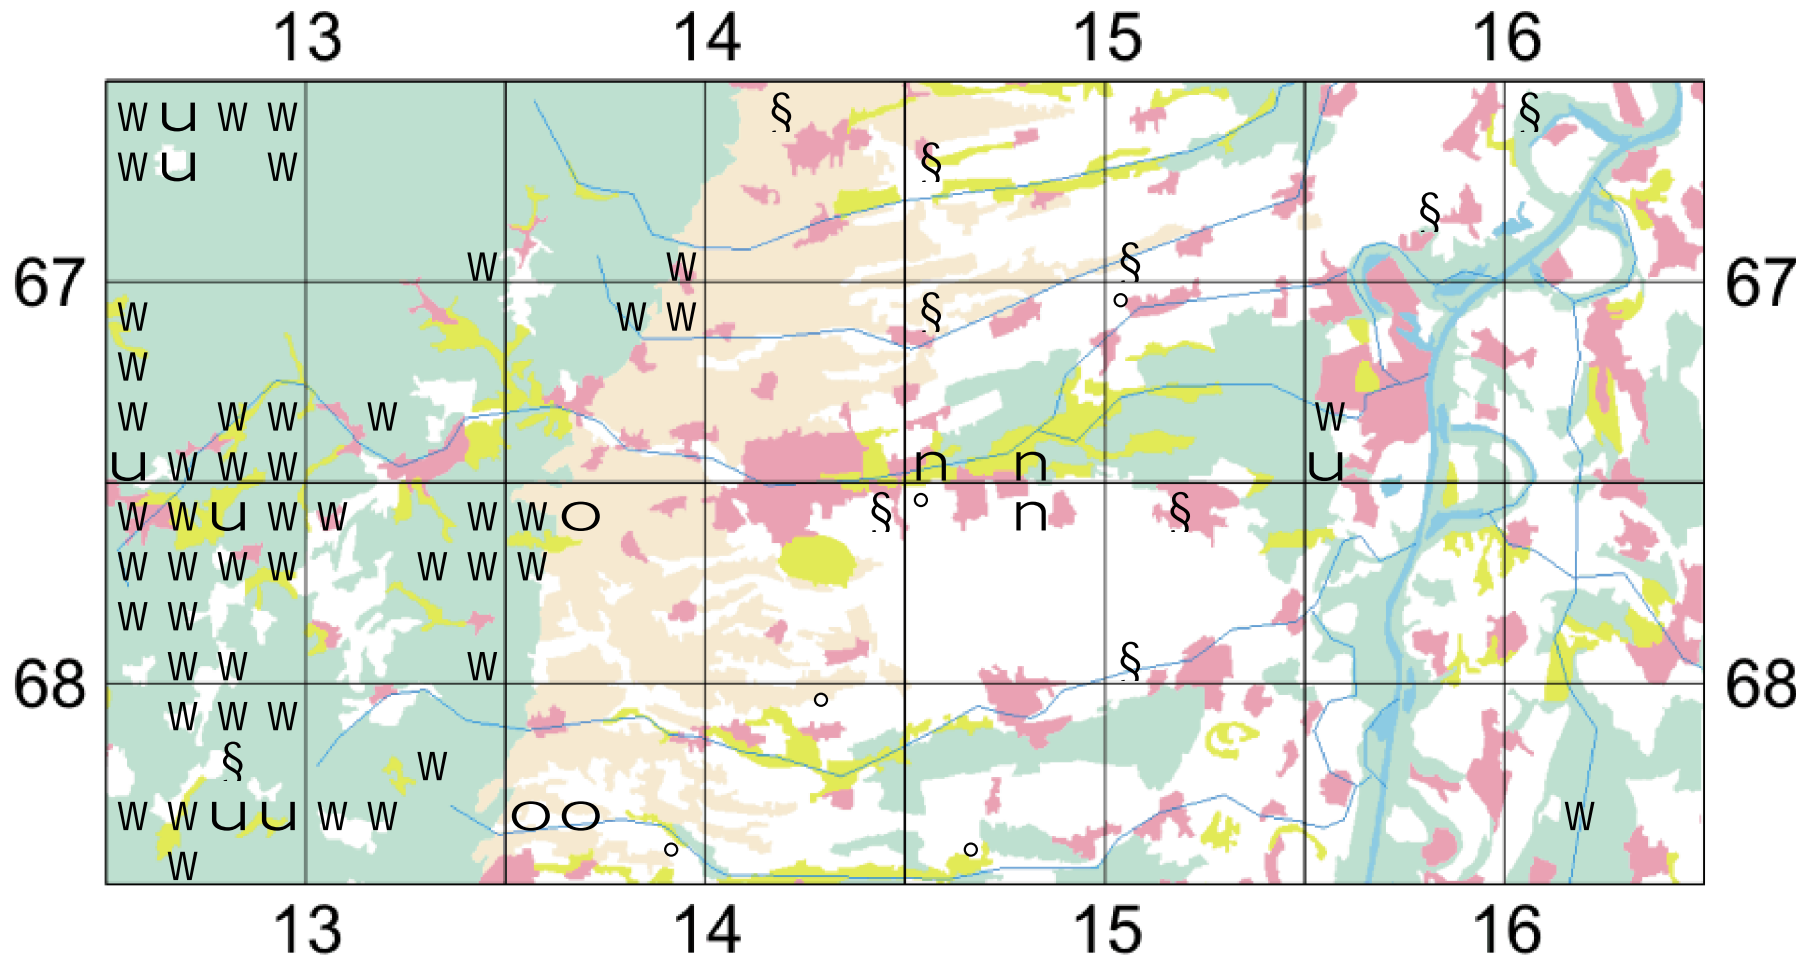 13 14 15 16
w u w w § §
w u w §
§
67 w w § 67
w w w § °
w
w w w w w
u w w w n n u
w w u w w w w o § ° n §
w w w w w w w
w w
68 w w w § 68
w w w °
§ w
w w u u w w o o w
w ° °
13 14 15 16